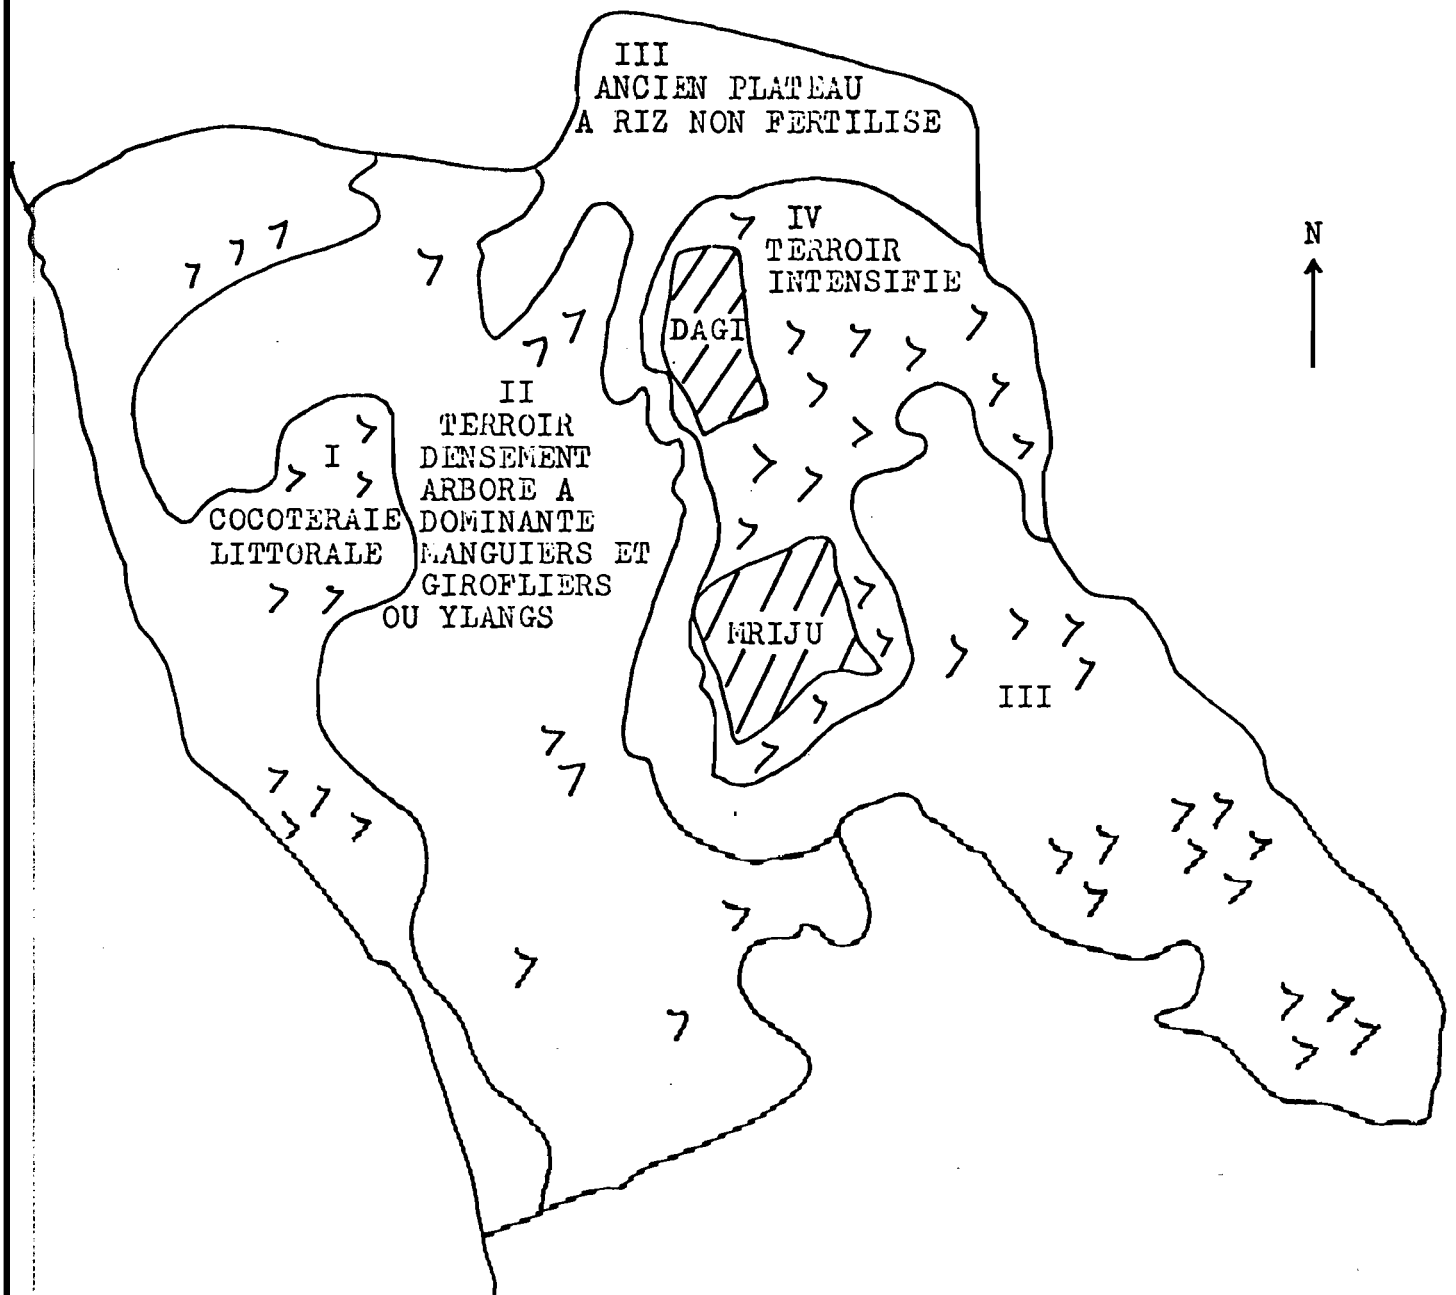 III
ANCIEN PLATEAU
A RIZ NON FERTILISE
IV
TERROIR
INTENSIFIE
N
DAGI
II
TERROIR
DENSEMENT
ARBORE A
DOMINANTE
MANGUIERS ET
GIROFLIERS
OU YLANGS
I
COCOTERAIE
LITTORALE
MRIJU
III